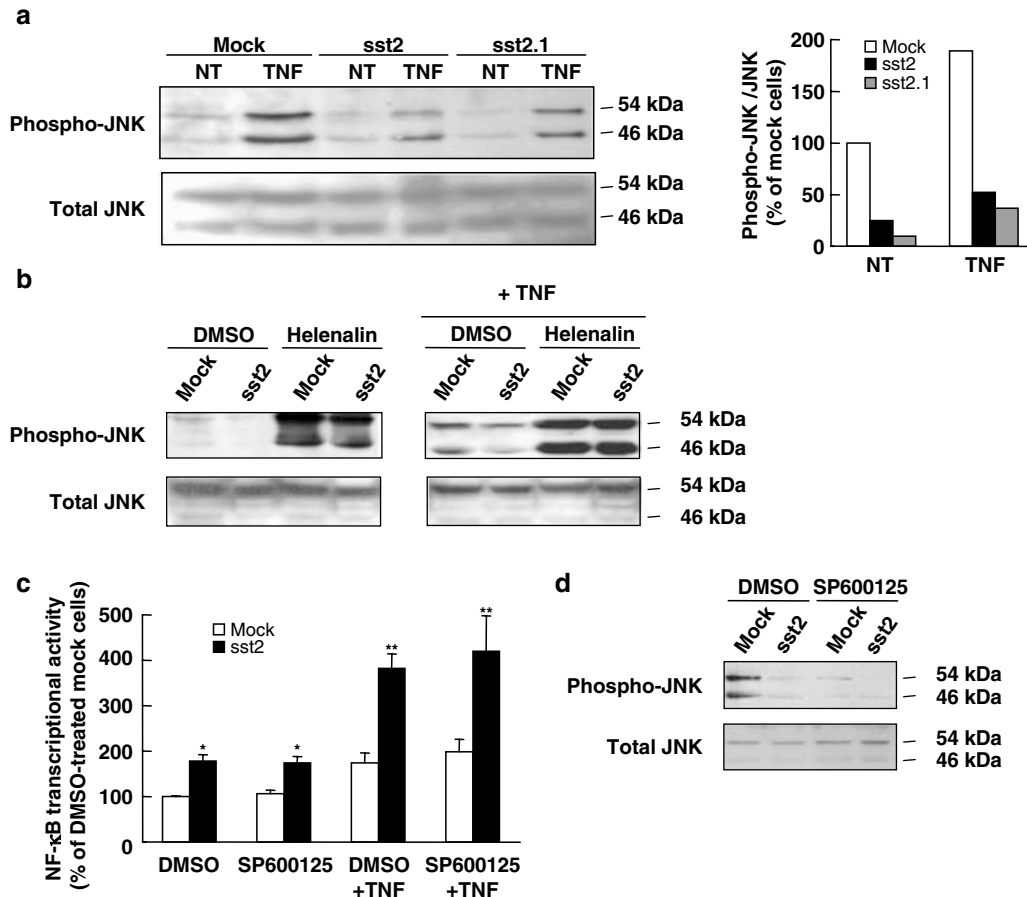 a
Mock sst2 sst2.1
NT TNF NT TNF NT TNF
Phospho-JNK
54 kDa
46 kDa
Total JNK
54 kDa
46 kDa
Phospho-JNK /JNK
(% of mock cells)
200
150
100
50
0
Mock
sst2
sst2.1
NT TNF
b
+ TNF
DMSO Helenalin DMSO Helenalin
Mock sst2 Mock sst2 Mock sst2 Mock sst2
Phospho-JNK
54 kDa
46 kDa
Total JNK
54 kDa
46 kDa
c
NF-κB transcriptional activity
(% of DMSO-treated mock cells)
500
400
300
200
100
0
Mock
sst2
* * ** **
DMSO SP600125 DMSO +TNF SP600125 +TNF
d
DMSO SP600125
Mock sst2 Mock sst2
Phospho-JNK
54 kDa
46 kDa
Total JNK
54 kDa
46 kDa